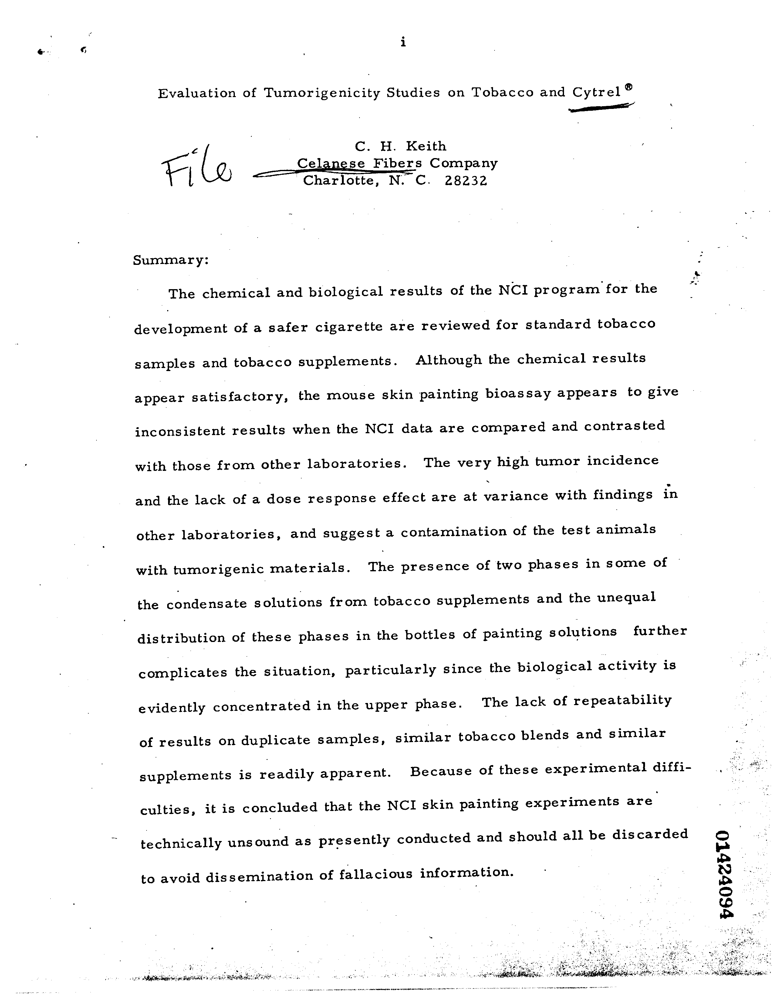 i
Evaluation of Tumorigenicity Studies on Tobacco and Cytrel ®
C. H. Keith
File
Celanese Fibers Company
Charlotte, N. C. 28232
Summary:
The chemical and biological results of the NCI program for the
development of a safer cigarette are reviewed for standard tobacco
samples and tobacco supplements. Although the chemical results
appear satisfactory, the mouse skin painting bioassay appears to give
inconsistent results when the NCI data are compared and contrasted
with those from other laboratories. The very high tumor incidence
and the lack of a dose response effect are at variance with findings in
other laboratories, and suggest a contamination of the test animals
with tumorigenic materials. The presence of two phases in some of
the condensate solutions from tobacco supplements and the unequal
distribution of these phases in the bottles of painting solutions further
complicates the situation, particularly since the biological activity is
evidently concentrated in the upper phase. The lack of repeatability
of results on duplicate samples, similar tobacco blends and similar
supplements is readily apparent. Because of these experimental diffi-
culties, it is concluded that the NCI skin painting experiments are
technically unsound as presently conducted and should all be discarded
to avoid dissemination of fallacious information.
01424094